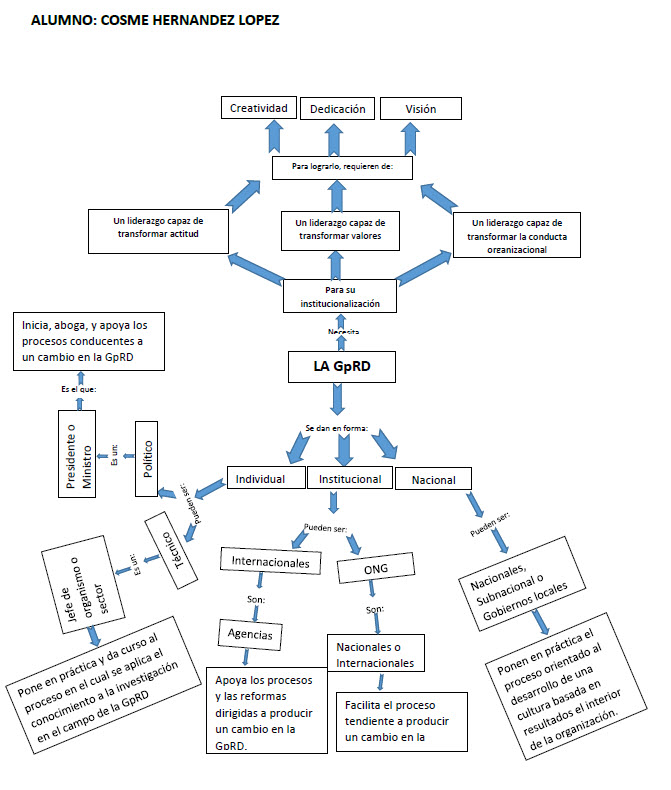 ALUMNO: COSME HERNANDEZ LOPEZ
Creatividad
Dedicación
Visión
Para lograrlo, requieren de:
Un liderazgo capaz de
transformar actitud
Un liderazgo capaz de
transformar valores
Un liderazgo capaz de
transformar la conducta
organizacional
Para su
institucionalización
Necesita
LA GpRD
Se dan en forma:
Individual
Institucional
Nacional
Inicia, aboga, y apoya los
procesos conducentes a
un cambio en la GpRD
Es el que:
Presidente o
Ministro
Es un:
Político
Pueden ser:
Técnico
Es un:
Jefe de
organismo o
sector
Pone en práctica y da curso al
proceso en el cual se aplica el
conocimiento a la investigación
en el campo de la GpRD
Pueden ser:
Internacionales
Son:
Agencias
Apoya los procesos
y las reformas
dirigidas a producir
un cambio en la
GpRD.
ONG
Son:
Nacionales o
Internacionales
Facilita el proceso
tendiente a producir
un cambio en la
Pueden ser:
Nacionales,
Subnacional o
Gobiernos locales
Ponen en práctica el
proceso orientado al
desarrollo de una
cultura basada en
resultados el interior
de la organización.